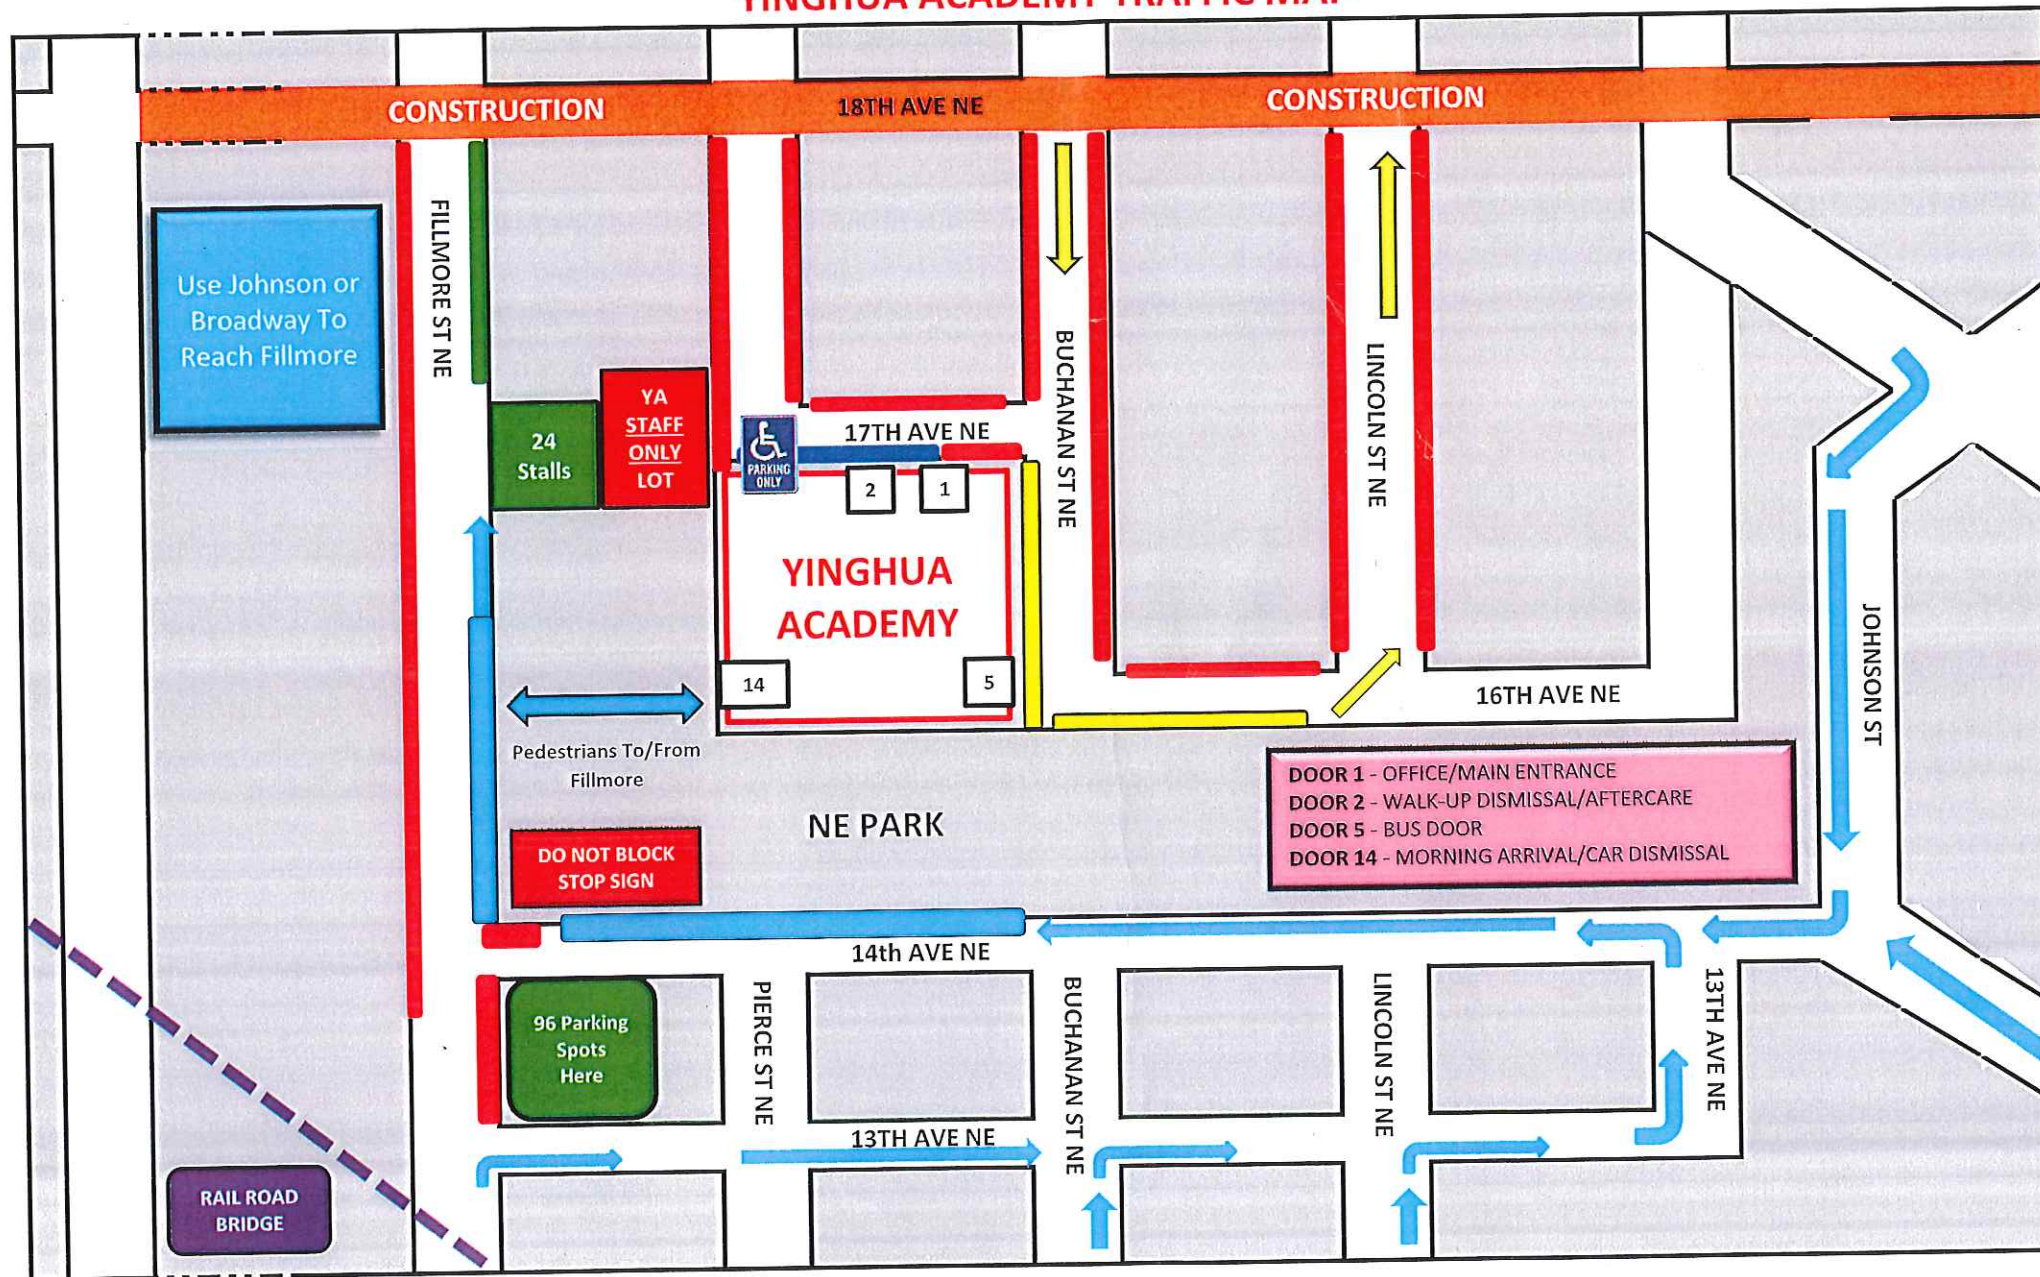 YINGHUA ACADEMY TRAFFIC MAP
CONSTRUCTION
18TH AVE NE
CONSTRUCTION
Use Johnson or
Broadway To
Reach Fillmore
FILLMORE ST NE
24
Stalls
YA
STAFF
ONLY
LOT
PARKING
ONLY
17TH AVE NE
2
1
BUCHANAN ST NE
LINCOLN ST NE
YINGHUA
ACADEMY
14
5
16TH AVE NE
JOHNSON ST
Pedestrians To/From
Fillmore
NE PARK
DO NOT BLOCK
STOP SIGN
DOOR 1 - OFFICE/MAIN ENTRANCE
DOOR 2 - WALK-UP DISMISSAL/AFTERCARE
DOOR 5 - BUS DOOR
DOOR 14 - MORNING ARRIVAL/CAR DISMISSAL
14th AVE NE
96 Parking
Spots
Here
PIERCE ST NE
BUCHANAN ST NE
LINCOLN ST NE
13TH AVE NE
13TH AVE NE
RAIL ROAD
BRIDGE